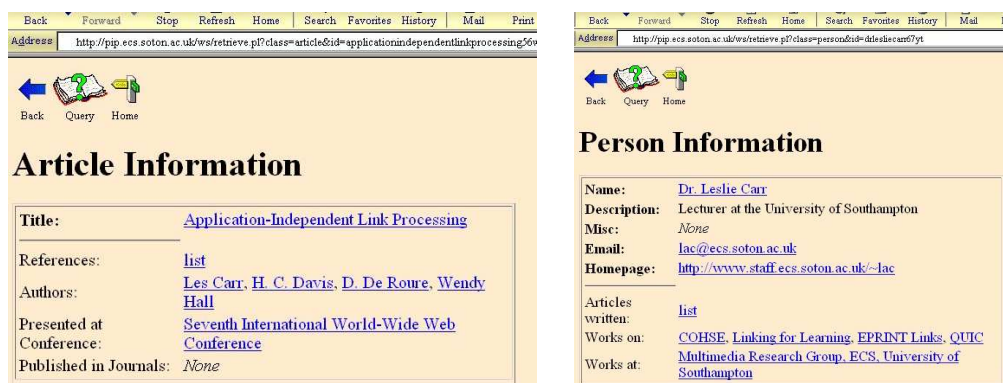 Back Forward Stop Refresh Home Search Favorites History Mail Print
Address http://pip.ecs.soton.ac.uk/ws/retrieve.pl?class=article&id=applicationindependentlinkprocessing56w
Back Query Home
Article Information
Title: Application-Independent Link Processing
References: list
Authors: Les Carr, H. C. Davis, D. De Roure, Wendy
Hall
Presented at Seventh International World-Wide Web
Conference: Conference
Published in Journals: None
Back Forward Stop Refresh Home Search Favorites History Mail
Address http://pip.ecs.soton.ac.uk/ws/retrieve.pl?class=person&id=drlesliecarr67yt
Back Query Home
Person Information
Name: Dr. Leslie Carr
Description: Lecturer at the University of Southampton
Misc: None
Email: lac@ecs.soton.ac.uk
Homepage: http://www.staff.ecs.soton.ac.uk/~lac
Articles
written: list
Works on: COHSE, Linking for Learning, EPRINT Links, QUIC
Works at: Multimedia Research Group, ECS, University of
Southampton